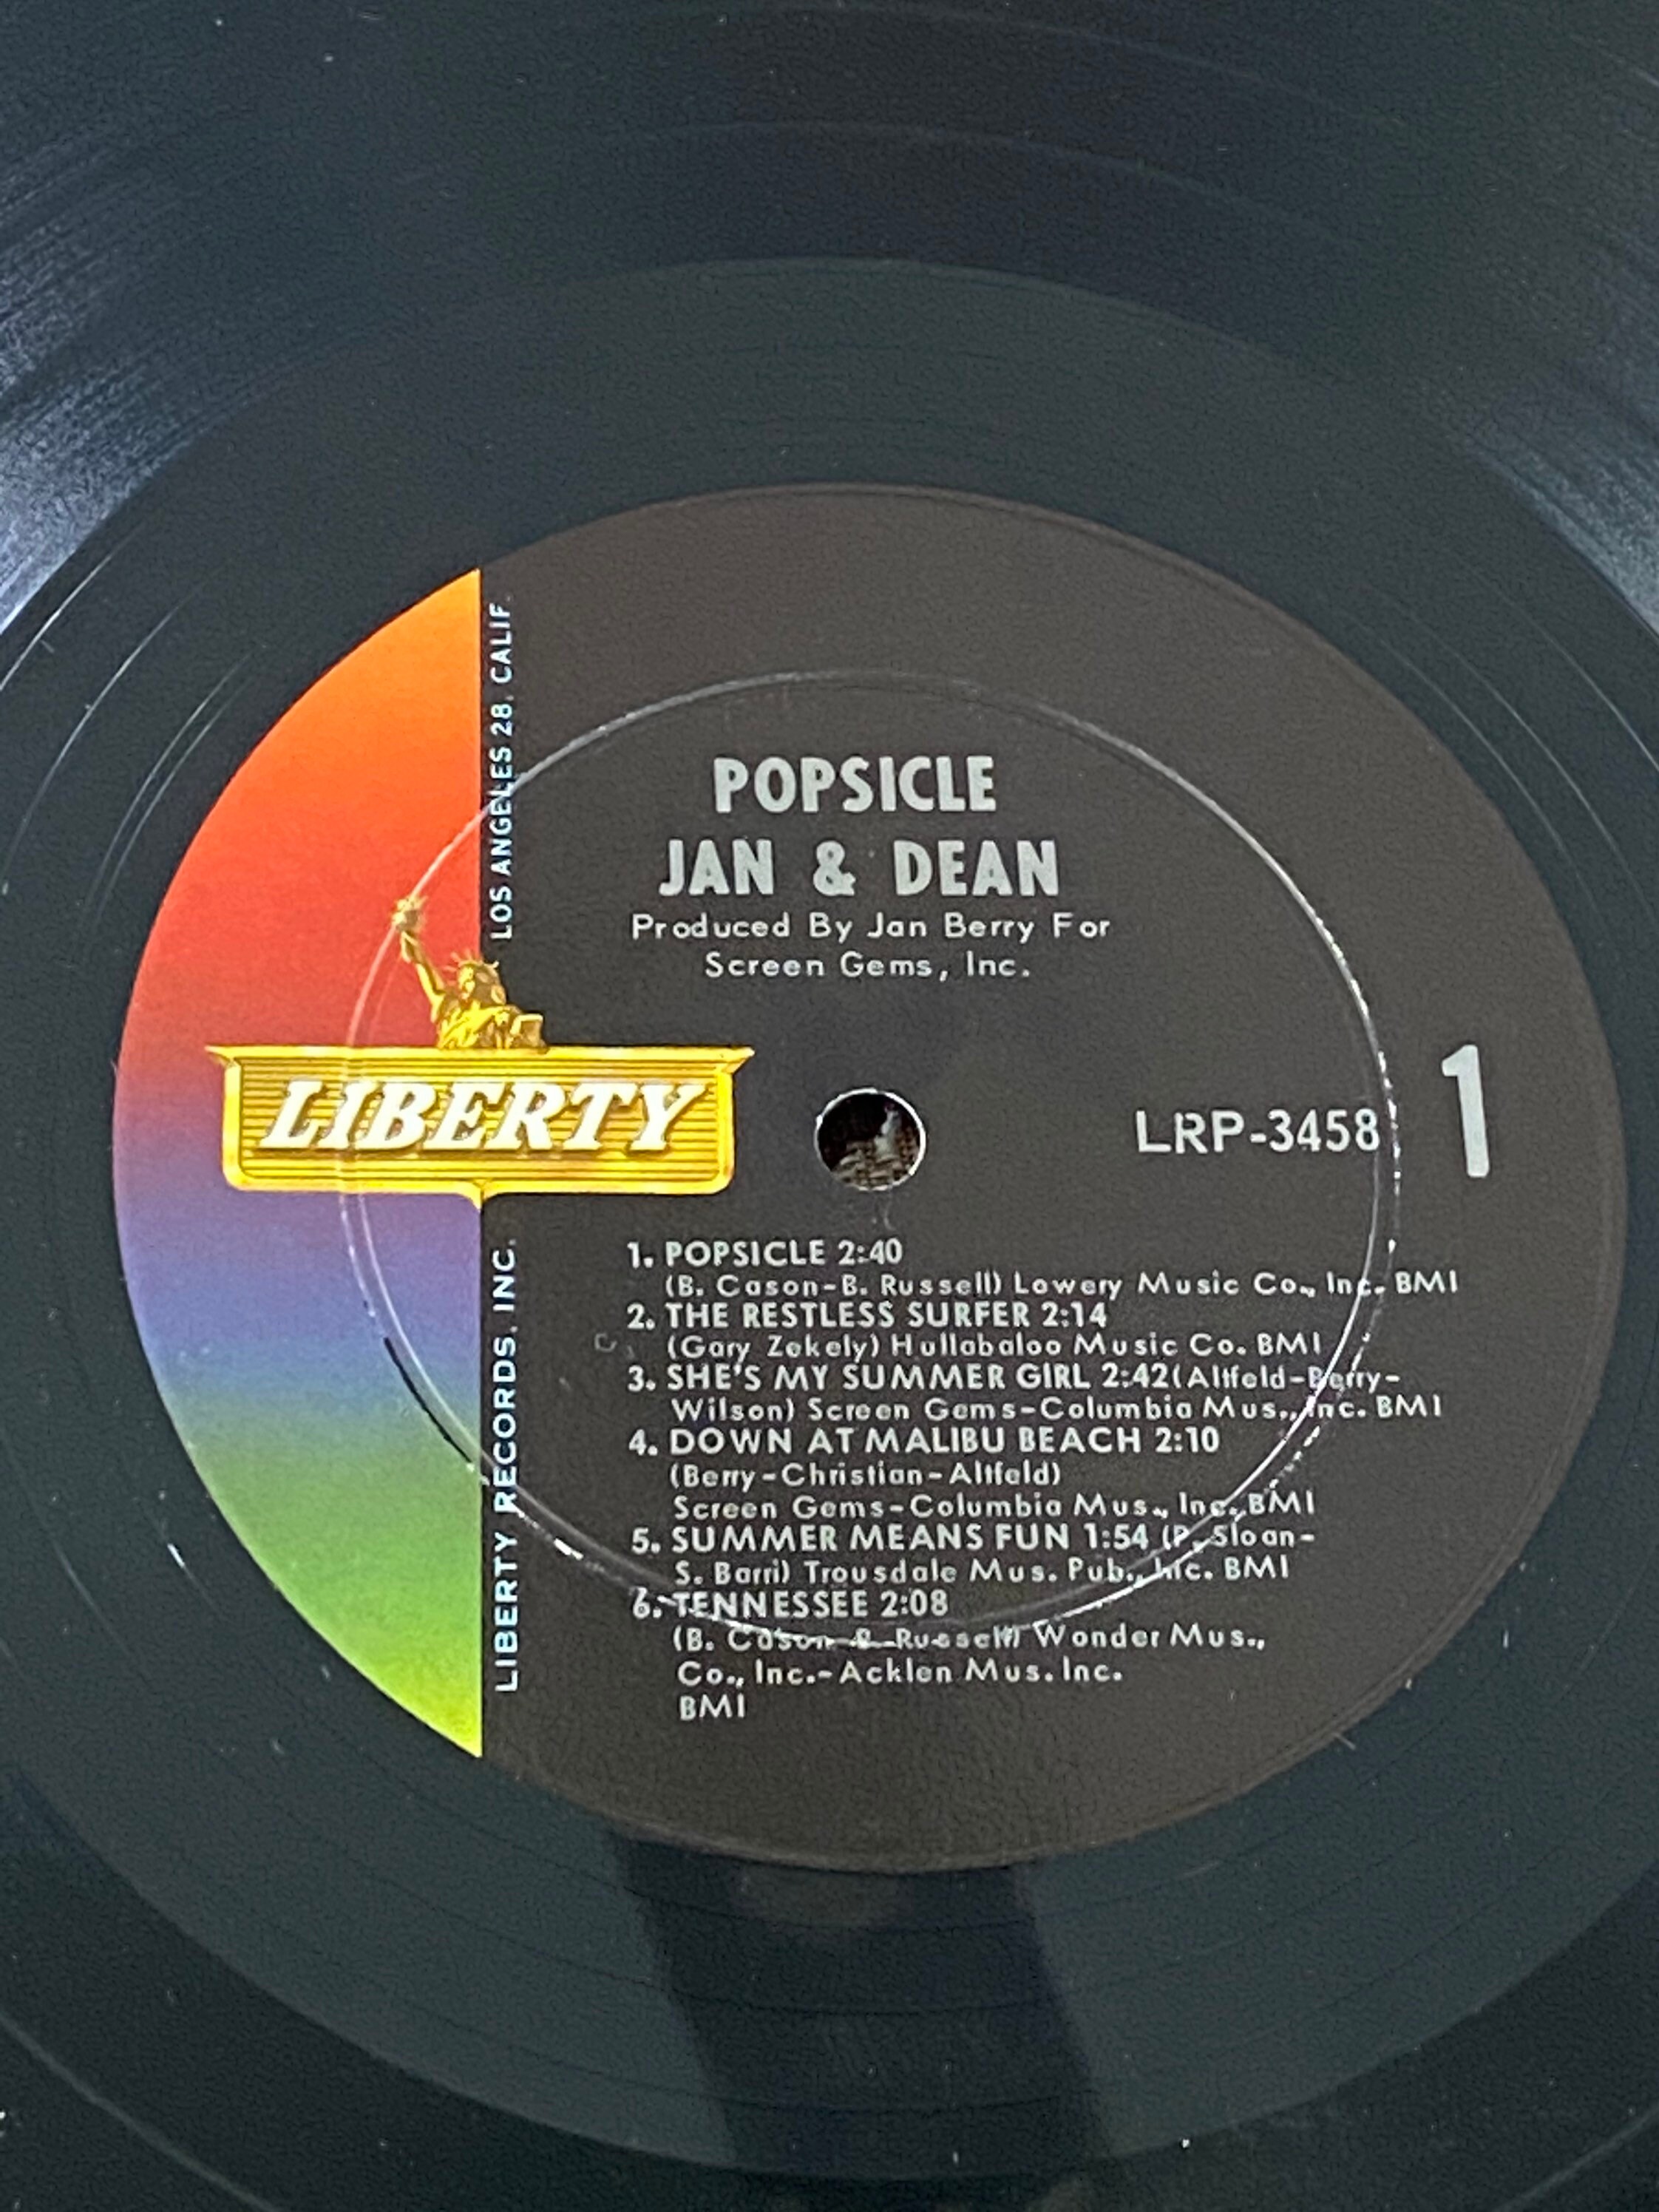 LOS ANGELES 28, CALIF.
POPSICLE
JAN & DEAN
Produced By Jan Berry For
Screen Gems, Inc.
LIBERTY
LRP-3458
1
LIBERTY RECORDS, INC.
1. POPSICLE 2:40
(B. Cason-B. Russell) Lowery Music Co., Inc. BMI
2. THE RESTLESS SURFER 2:14
(Gary Zekely) Hullabaloo Music Co. BMI
3. SHE'S MY SUMMER GIRL 2:42(Altfeld-Berry-
Wilson) Screen Gems-Columbia Mus., Inc. BMI
4. DOWN AT MALIBU BEACH 2:10
(Berry-Christian-Altfeld)
Screen Gems-Columbia Mus., Inc. BMI
5. SUMMER MEANS FUN 1:54 (P. Sloan-
S. Barri) Trousdale Mus. Pub., Inc. BMI
6. TENNESSEE 2:08
(B. Cason-B. Russell) Wonder Mus.,
Co., Inc.-Acklen Mus. Inc.
BMI